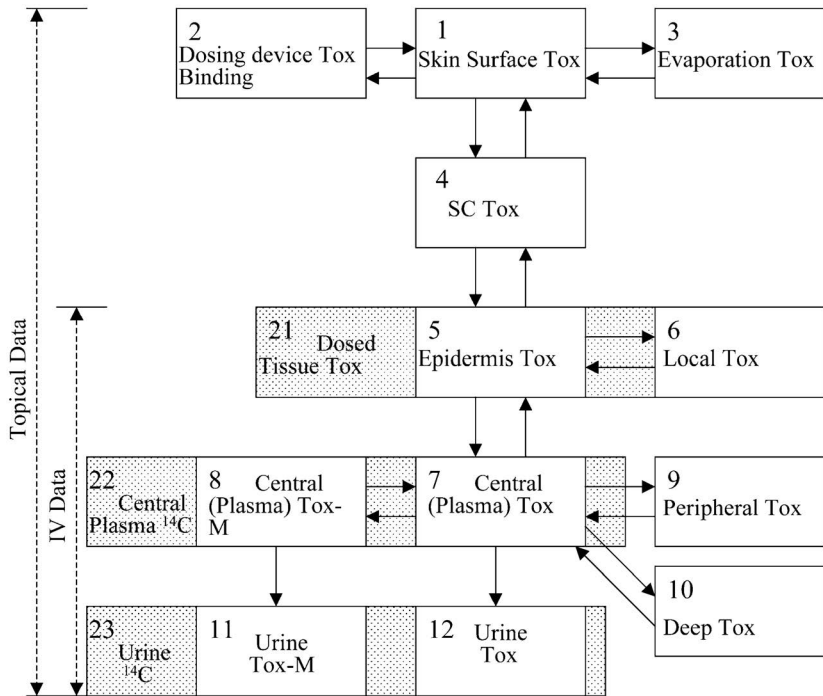 2
Dosing device Tox
Binding
1
Skin Surface Tox
3
Evaporation Tox
4
SC Tox
21
Dosed
Tissue Tox
5
Epidermis Tox
6
Local Tox
22
Central
Plasma ¹⁴C
8
Central
(Plasma) Tox-
M
7
Central
(Plasma) Tox
9
Peripheral Tox
10
Deep Tox
23
Urine
¹⁴C
11
Urine
Tox-M
12
Urine
Tox
Topical Data
IV Data